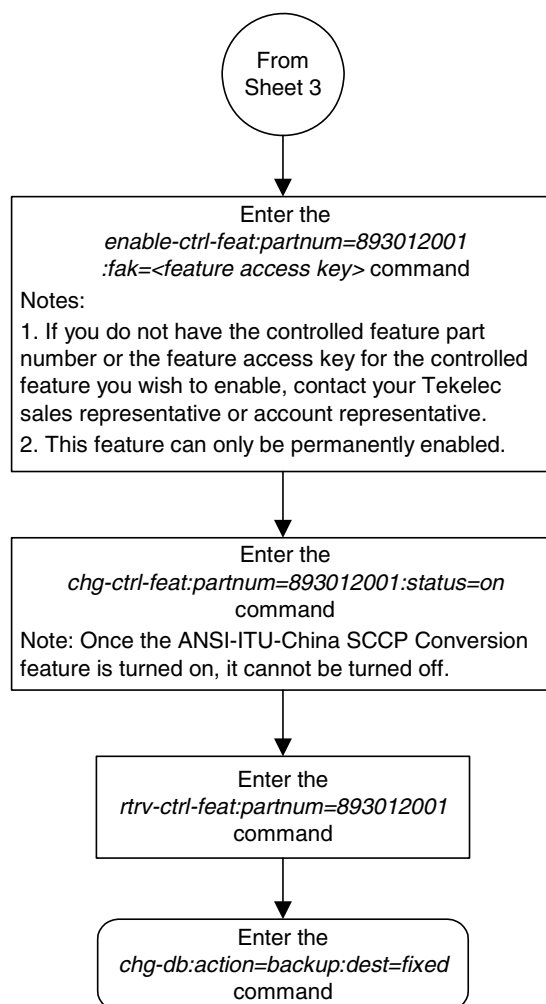 From
Sheet 3
Enter the
enable-ctrl-feat:partnum=893012001
:fak=<feature access key> command
Notes:
1. If you do not have the controlled feature part
number or the feature access key for the controlled
feature you wish to enable, contact your Tekelec
sales representative or account representative.
2. This feature can only be permanently enabled.
Enter the
chg-ctrl-feat:partnum=893012001:status=on
command
Note: Once the ANSI-ITU-China SCCP Conversion
feature is turned on, it cannot be turned off.
Enter the
rtrv-ctrl-feat:partnum=893012001
command
Enter the
chg-db:action=backup:dest=fixed
command